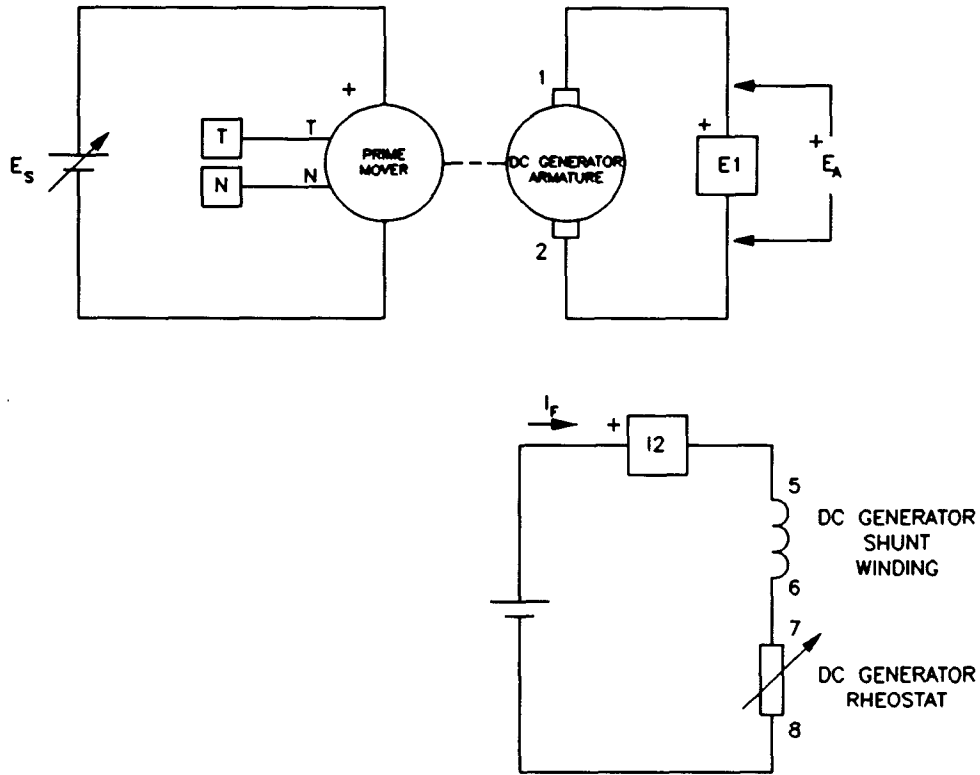 E_S
+
T
T
N
N
PRIME
MOVER
1
DC GENERATOR
ARMATURE
2
+
E1
+
E_A
I_F
+
I2
5
DC GENERATOR
SHUNT
WINDING
6
7
DC GENERATOR
RHEOSTAT
8